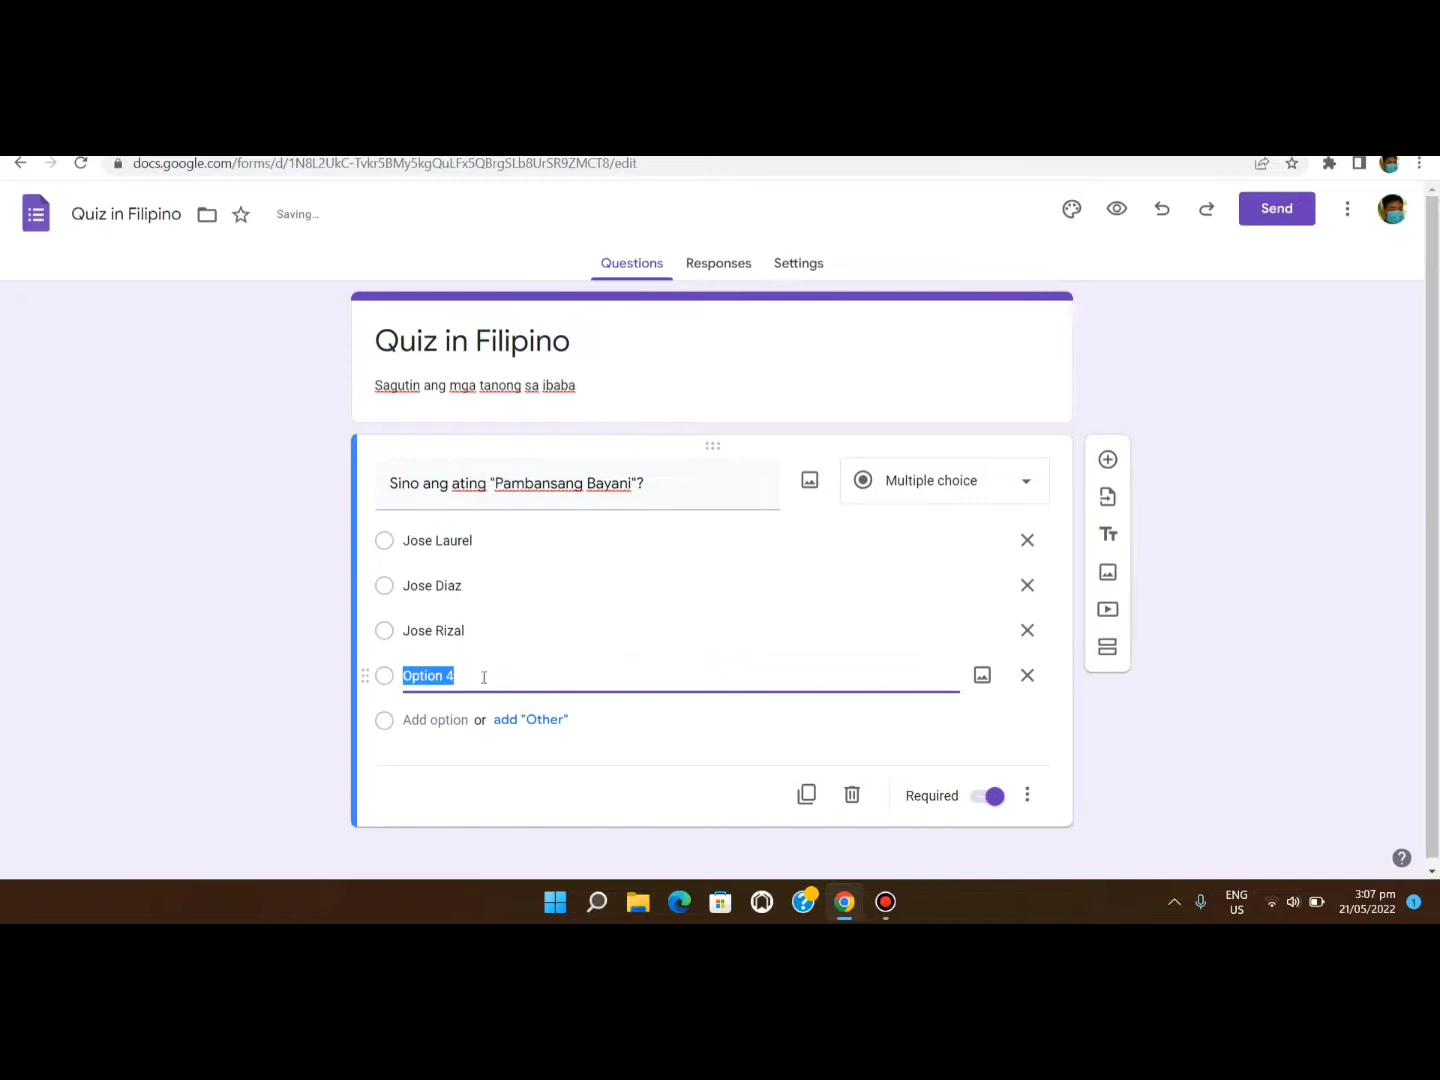 docs.google.com/forms/d/1N8L2UkC-Tvkr5BMy5kgQuLFx5QBrgSLb8UrSR9ZMCT8/edit
Quiz in Filipino
Saving...
Send
Questions Responses Settings
Quiz in Filipino
Sagutin ang mga tanong sa ibaba
Sino ang ating "Pambansang Bayani"?
Multiple choice
Jose Laurel
Jose Diaz
Jose Rizal
Option 4
Add option or add "Other"
Required
ENG
US
3:07 pm
21/05/2022
1